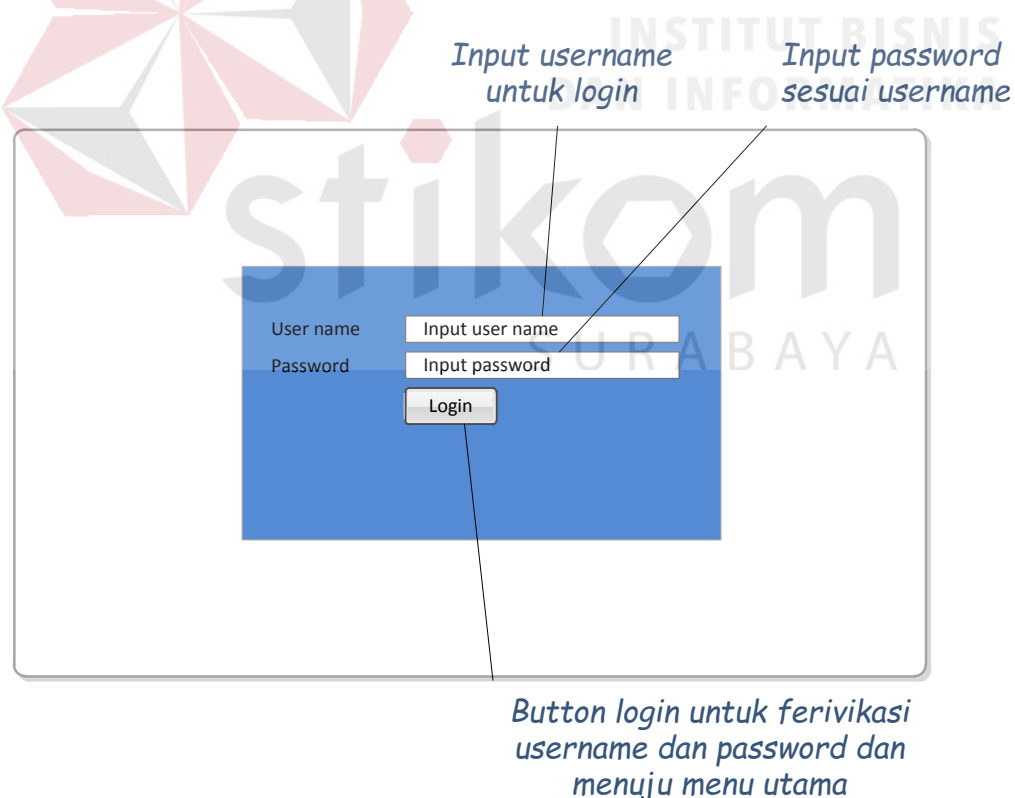 INSTITUT BISNIS
DAN INFORMATIKA
stikom
SURABAYA
Input username
untuk login
Input password
sesuai username
User name
Input user name
Password
Input password
Login
Button login untuk ferivikasi
username dan password dan
menuju menu utama